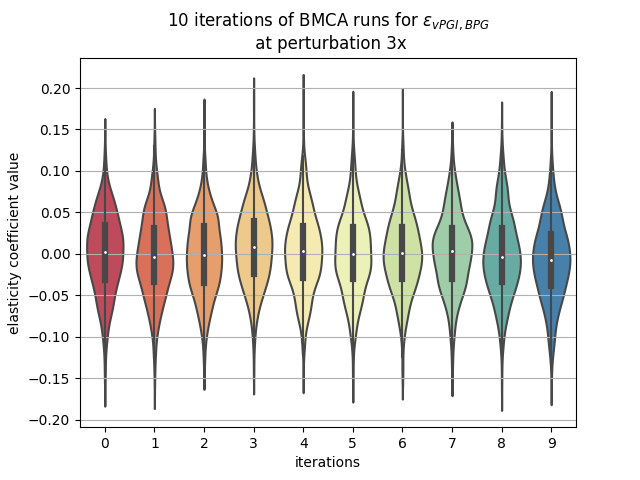 10 iterations of BMCA runs for ε_{vPGI, BPG}
at perturbation 3x
elasticity coefficient value
0.20
0.15
0.10
0.05
0.00
−0.05
−0.10
−0.15
−0.20
0 1 2 3 4 5 6 7 8 9
iterations